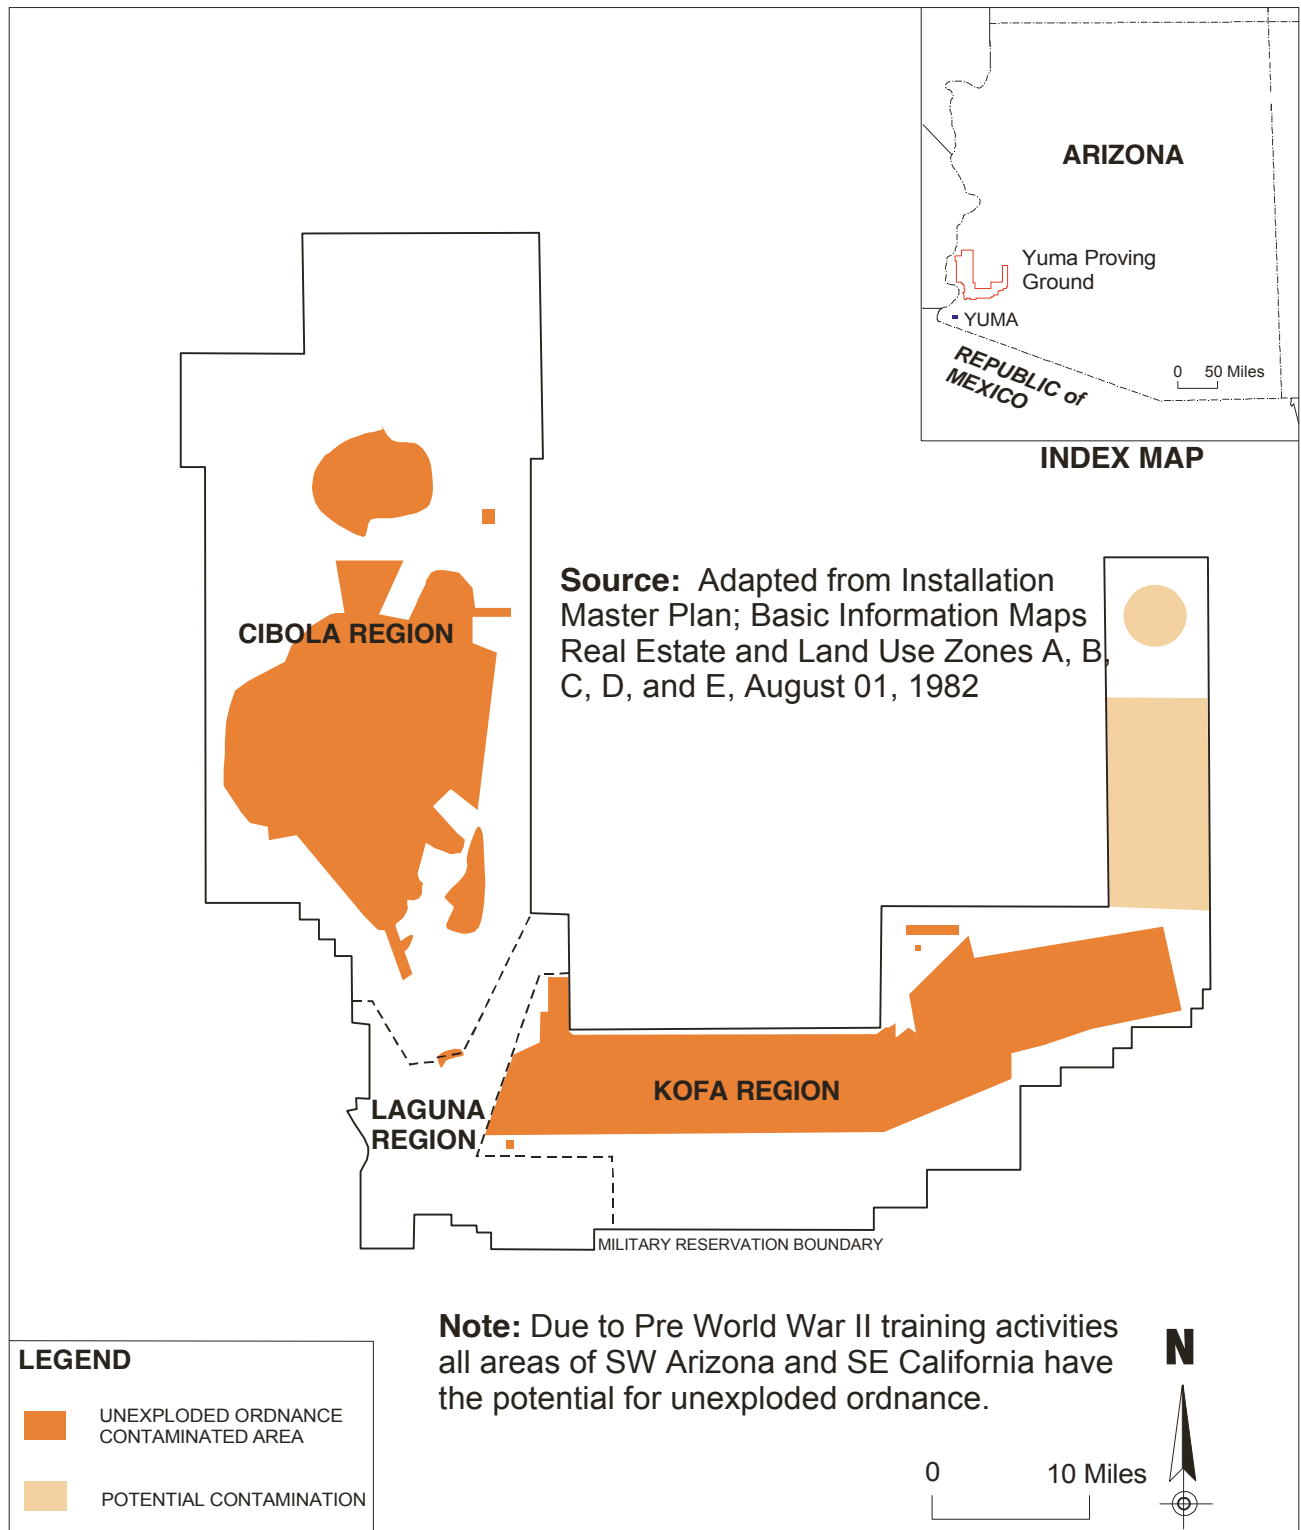 ARIZONA
Yuma Proving
Ground
YUMA
REPUBLIC of
MEXICO
0 50 Miles
INDEX MAP
Source: Adapted from Installation
Master Plan; Basic Information Maps
Real Estate and Land Use Zones A, B,
C, D, and E, August 01, 1982
CIBOLA REGION
KOFA REGION
LAGUNA
REGION
MILITARY RESERVATION BOUNDARY
Note: Due to Pre World War II training activities
all areas of SW Arizona and SE California have
the potential for unexploded ordnance.
N
0 10 Miles
LEGEND
UNEXPLODED ORDNANCE
CONTAMINATED AREA
POTENTIAL CONTAMINATION